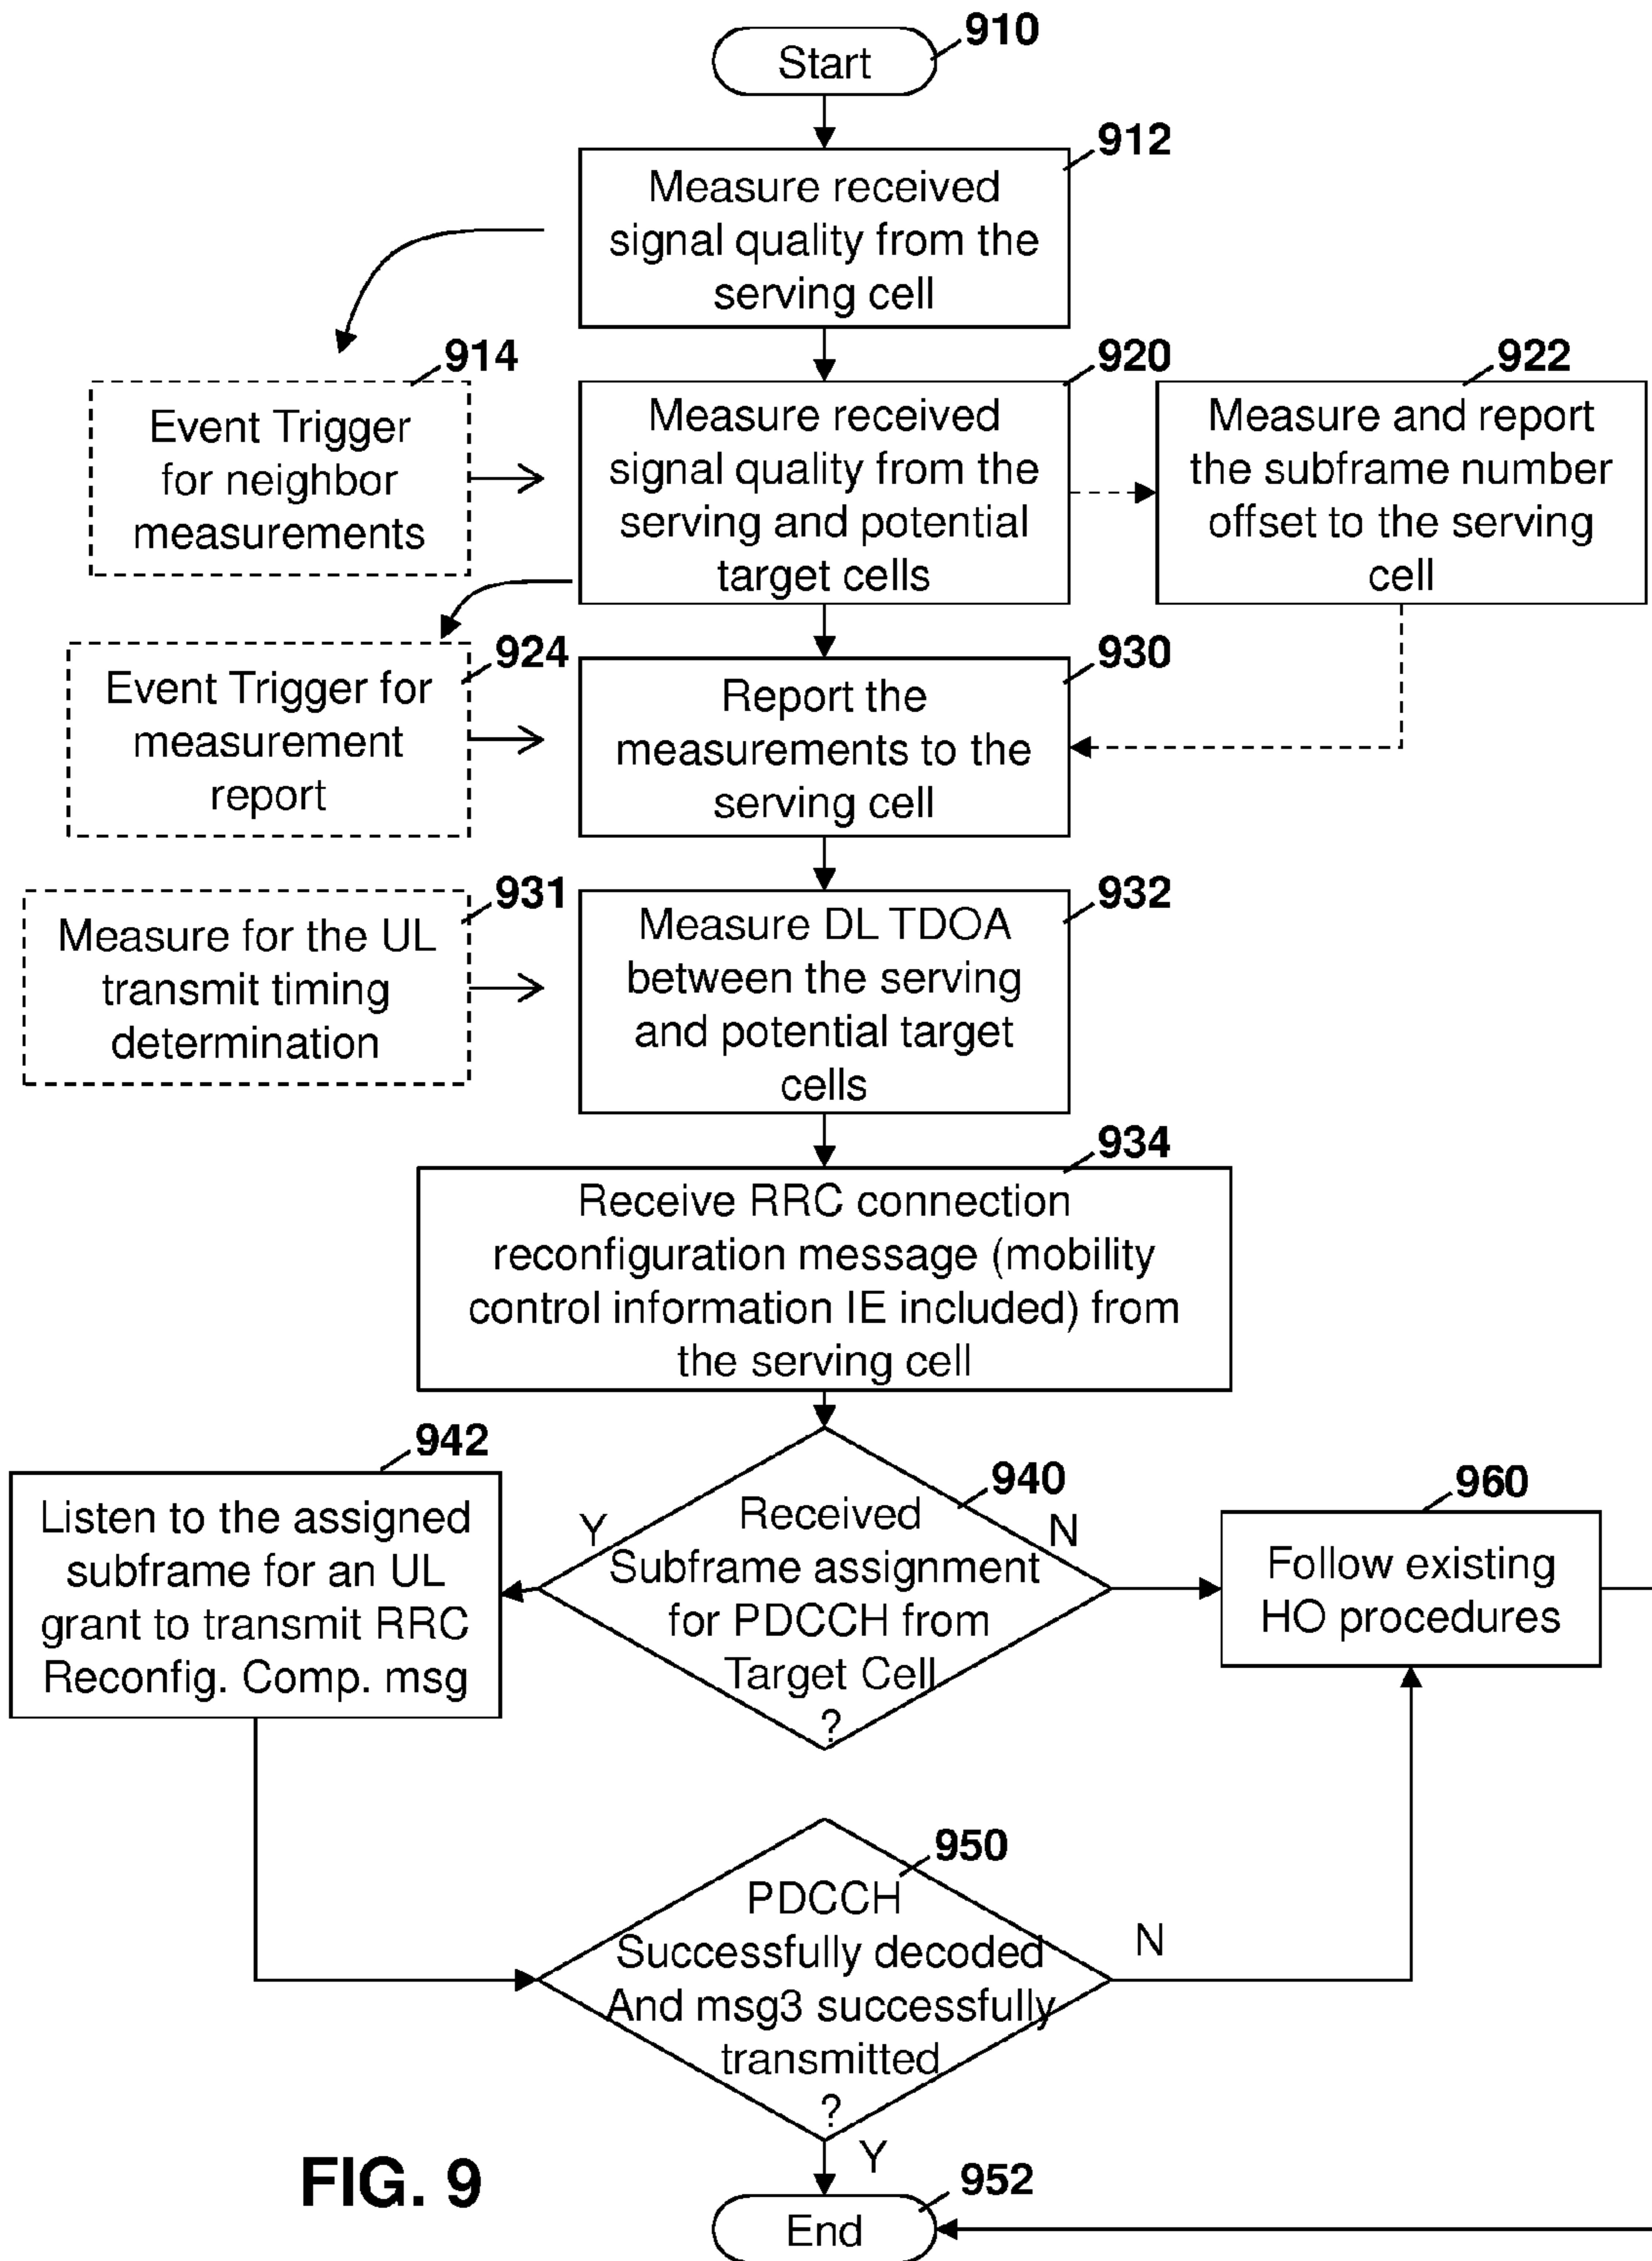 910
Start
912
Measure received
signal quality from the
serving cell
914
Event Trigger
for neighbor
measurements
920
Measure received
signal quality from the
serving and potential
target cells
922
Measure and report
the subframe number
offset to the serving
cell
924
Event Trigger for
measurement
report
930
Report the
measurements to the
serving cell
931
Measure for the UL
transmit timing
determination
932
Measure DL TDOA
between the serving
and potential target
cells
934
Receive RRC connection
reconfiguration message (mobility
control information IE included) from
the serving cell
942
Listen to the assigned
subframe for an UL
grant to transmit RRC
Reconfig. Comp. msg
Y
940
Received
Subframe assignment
for PDCCH from
Target Cell
?
N
960
Follow existing
HO procedures
950
PDCCH
Successfully decoded
And msg3 successfully
transmitted
?
N
Y
952
End
FIG. 9